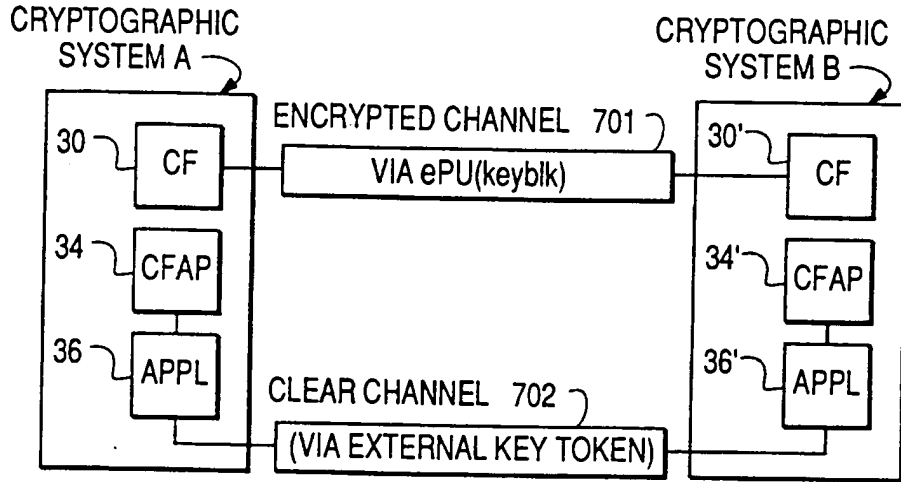 CRYPTOGRAPHIC
SYSTEM A
CRYPTOGRAPHIC
SYSTEM B
ENCRYPTED CHANNEL 701
30
CF
VIA ePU(keyblk)
30'
CF
34
CFAP
34'
CFAP
36
APPL
36'
APPL
CLEAR CHANNEL 702
(VIA EXTERNAL KEY TOKEN)